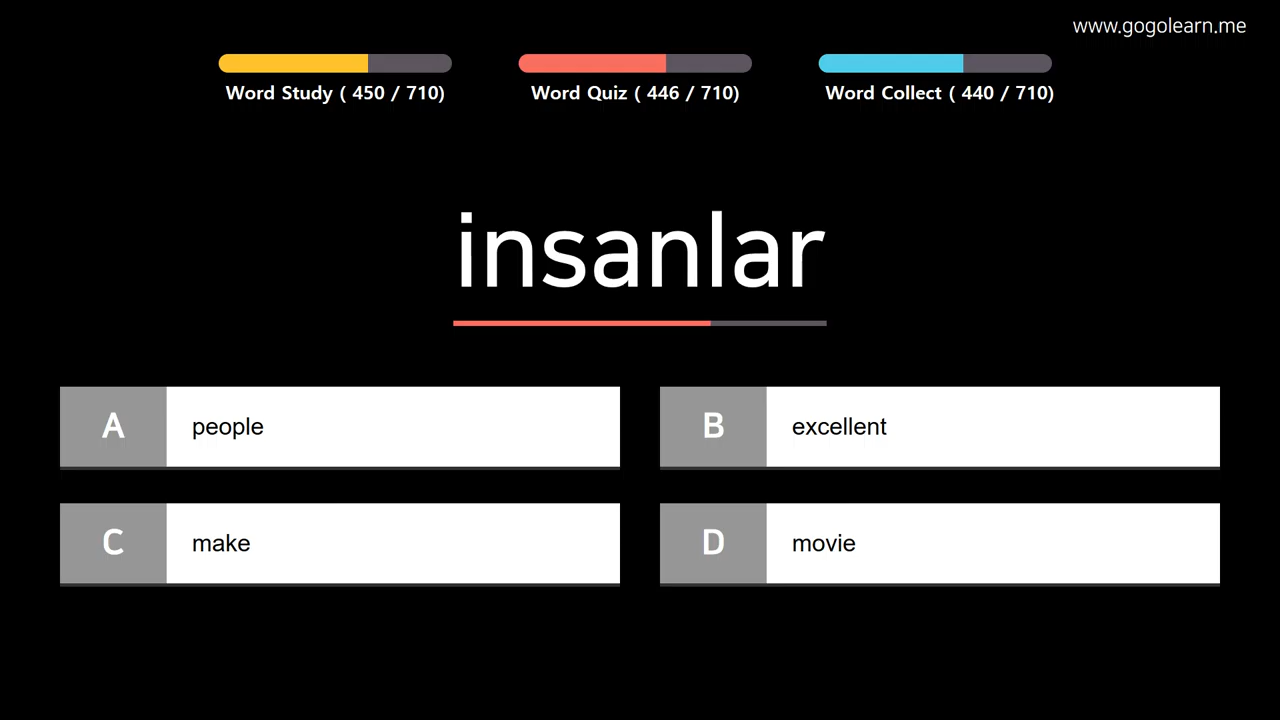 www.gogolearn.me
Word Study ( 450 / 710)
Word Quiz ( 446 / 710)
Word Collect ( 440 / 710)
insanlar
A
people
B
excellent
C
make
D
movie